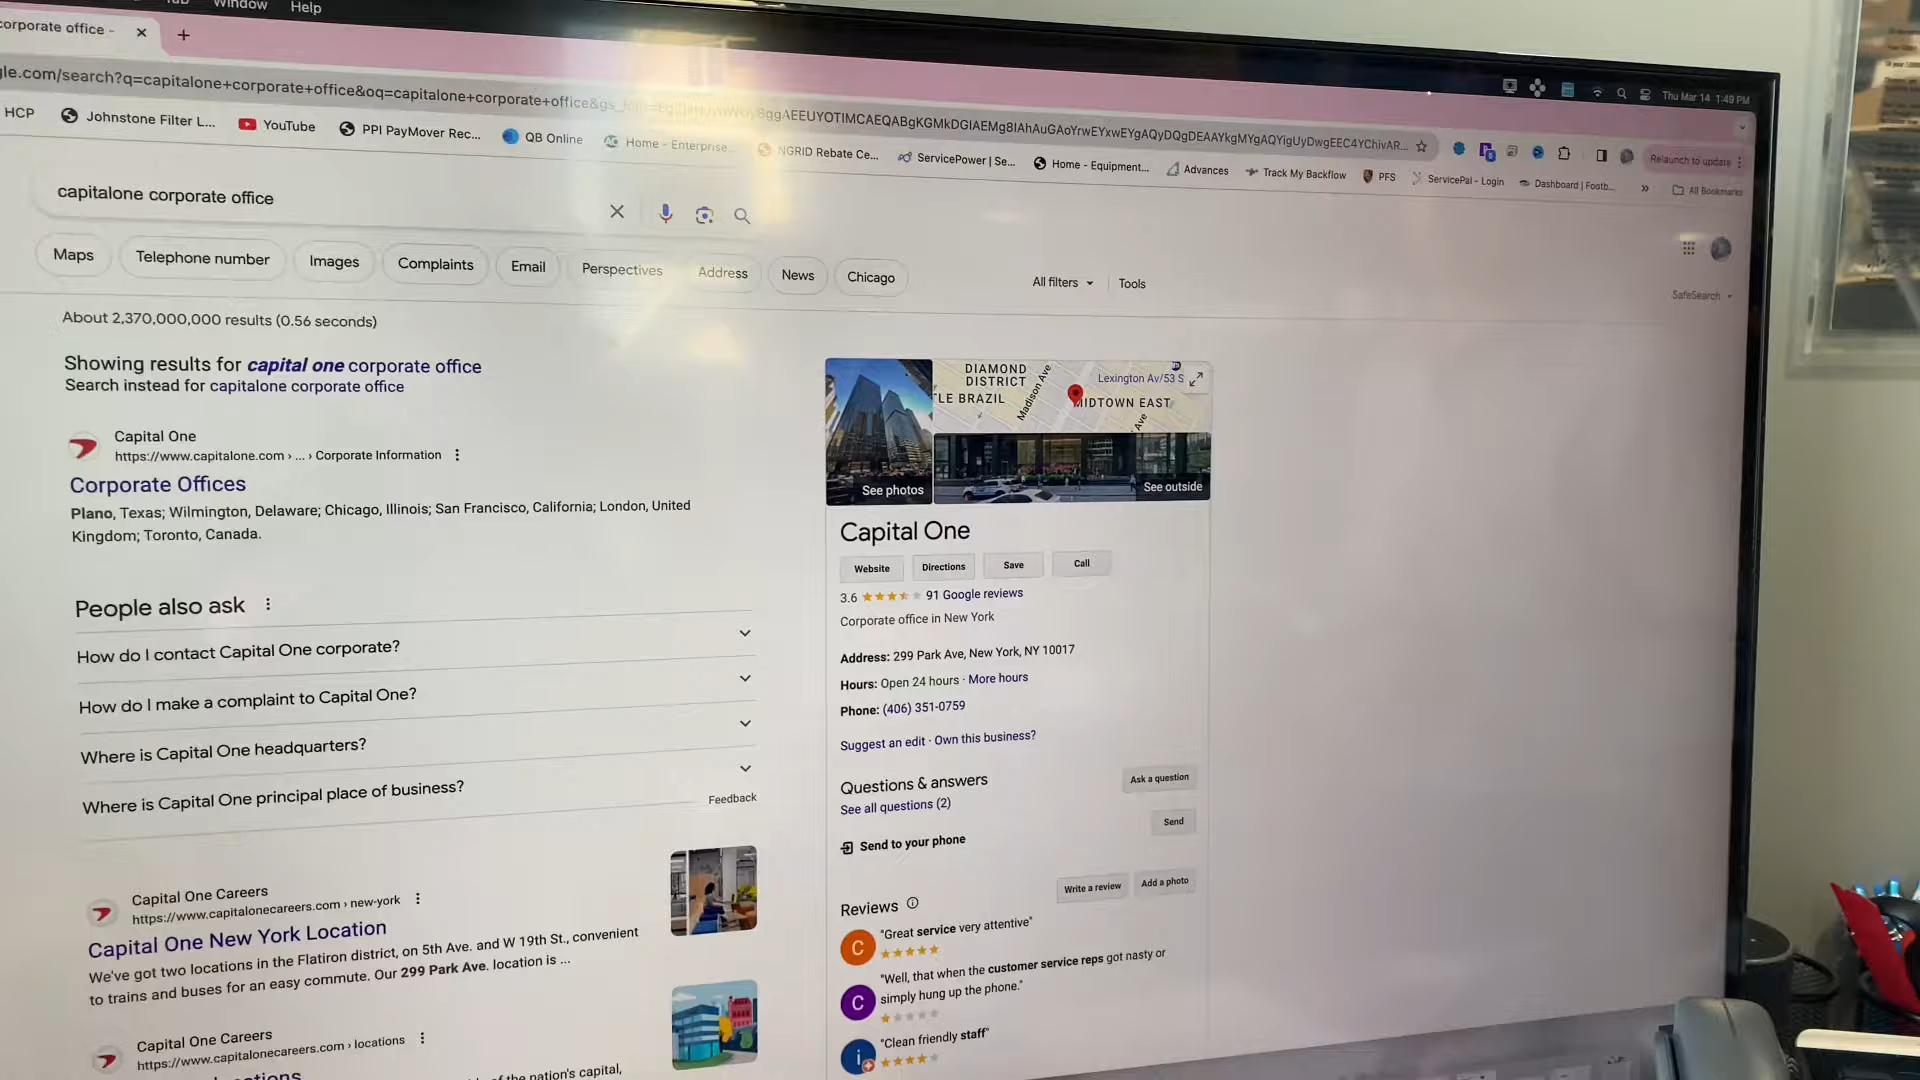 Window Help
corporate office -
le.com/search?q=capitalone+corporate+office&oq=capitalone+corporate+office&gs_
Thu Mar 14 1:49 PM
Relaunch to update
HCP
Johnstone Filter L...
YouTube
PPI PayMover Rec...
QB Online
Home - Enterprise...
NGRID Rebate Ce...
ServicePower | Se...
Home - Equipment...
Advances
Track My Backflow
PFS
ServicePal - Login
Dashboard | Footb...
»
All Bookmarks
capitalone corporate office
Maps
Telephone number
Images
Complaints
Email
Perspectives
Address
News
Chicago
All filters
Tools
SafeSearch
About 2,370,000,000 results (0.56 seconds)
Showing results for capital one corporate office
Search instead for capitalone corporate office
Capital One
https://www.capitalone.com › ... › Corporate Information
Corporate Offices
Plano, Texas; Wilmington, Delaware; Chicago, Illinois; San Francisco, California; London, United
Kingdom; Toronto, Canada.
People also ask
How do I contact Capital One corporate?
How do I make a complaint to Capital One?
Where is Capital One headquarters?
Where is Capital One principal place of business?
Feedback
Capital One Careers
https://www.capitalonecareers.com › new-york
Capital One New York Location
We've got two locations in the Flatiron district, on 5th Ave. and W 19th St., convenient
to trains and buses for an easy commute. Our 299 Park Ave. location is ...
Capital One Careers
https://www.capitalonecareers.com › locations
of the nation's capital,
DIAMOND
DISTRICT
LE BRAZIL
Madison Ave
Lexington Av/53 S
MIDTOWN EAST
Ave
See photos
See outside
Capital One
Website
Directions
Save
Call
3.6
91 Google reviews
Corporate office in New York
Address: 299 Park Ave, New York, NY 10017
Hours: Open 24 hours · More hours
Phone: (406) 351-0759
Suggest an edit · Own this business?
Questions & answers
Ask a question
See all questions (2)
Send to your phone
Send
Reviews
Write a review
Add a photo
C
"Great service very attentive"
C
"Well, that when the customer service reps got nasty or
simply hung up the phone."
i
"Clean friendly staff"